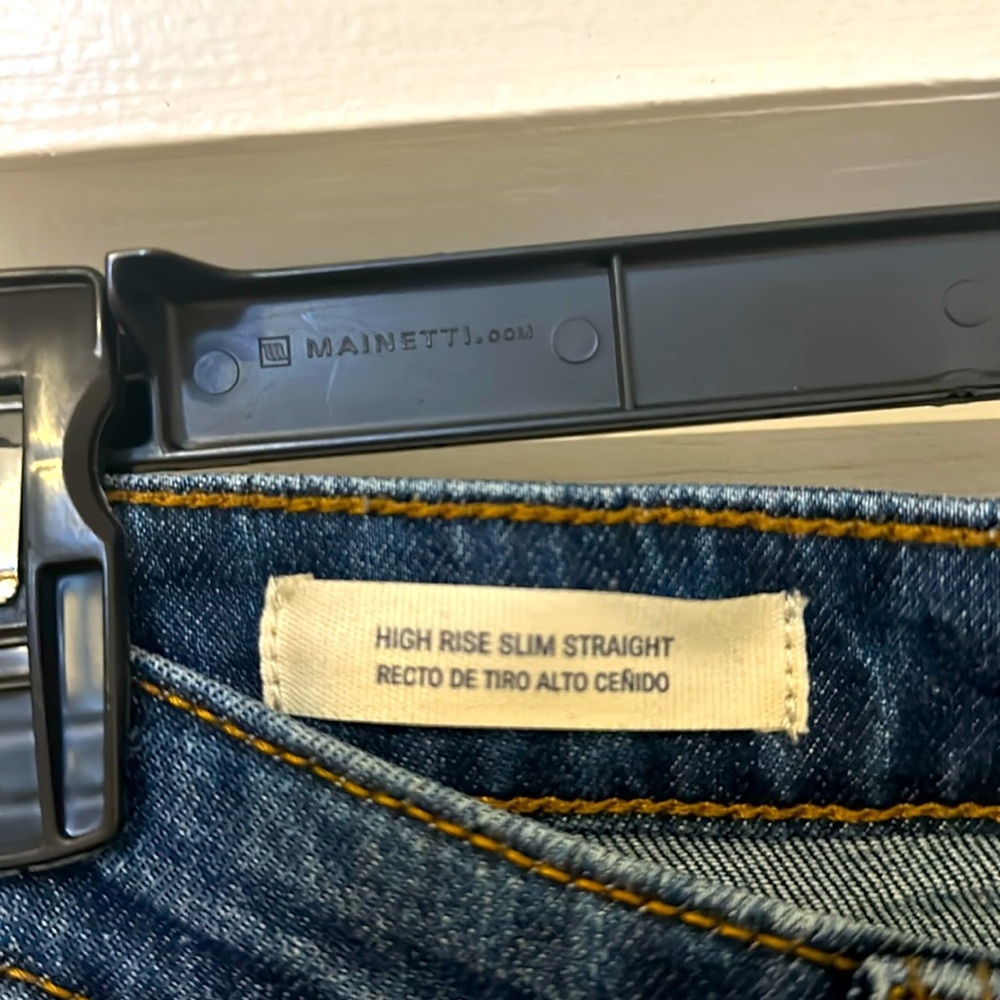 MAINETTI.COM
HIGH RISE SLIM STRAIGHT
RECTO DE TIRO ALTO CEÑIDO